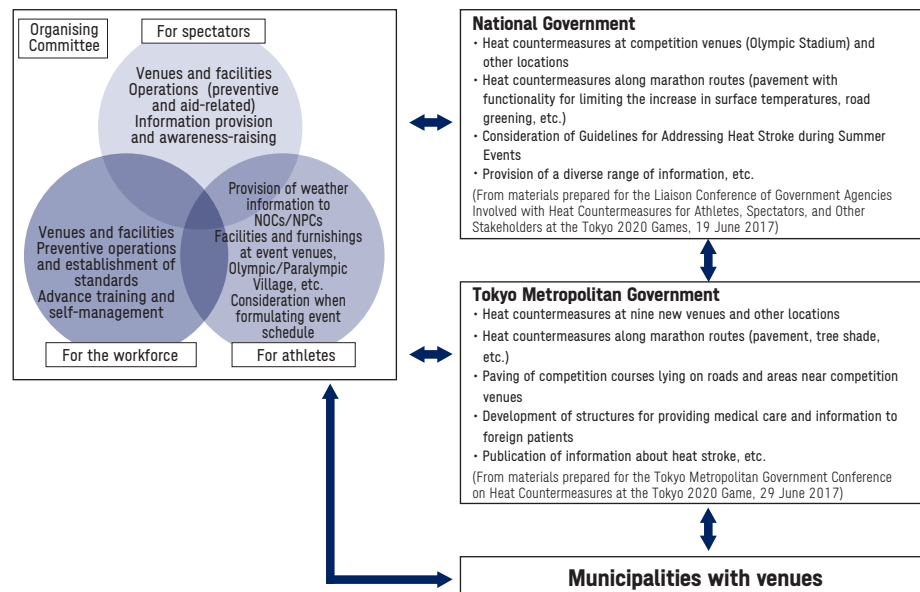 Organising
Committee
For spectators
Venues and facilities
Operations (preventive
and aid-related)
Information provision
and awareness-raising
Venues and facilities
Preventive operations
and establishment of
standards
Advance training and
self-management
For the workforce
Provision of weather
information to
NOCs/NPCs
Facilities and furnishings
at event venues,
Olympic/Paralympic
Village, etc.
Consideration when
formulating event
schedule
For athletes
National Government
・Heat countermeasures at competition venues (Olympic Stadium) and
other locations
・Heat countermeasures along marathon routes (pavement with
functionality for limiting the increase in surface temperatures, road
greening, etc.)
・Consideration of Guidelines for Addressing Heat Stroke during Summer
Events
・Provision of a diverse range of information, etc.
(From materials prepared for the Liaison Conference of Government Agencies
Involved with Heat Countermeasures for Athletes, Spectators, and Other
Stakeholders at the Tokyo 2020 Games, 19 June 2017)
Tokyo Metropolitan Government
・Heat countermeasures at nine new venues and other locations
・Heat countermeasures along marathon routes (pavement, tree shade,
etc.)
・Paving of competition courses lying on roads and areas near competition
venues
・Development of structures for providing medical care and information to
foreign patients
・Publication of information about heat stroke, etc.
(From materials prepared for the Tokyo Metropolitan Government Conference
on Heat Countermeasures at the Tokyo 2020 Game, 29 June 2017)
Municipalities with venues